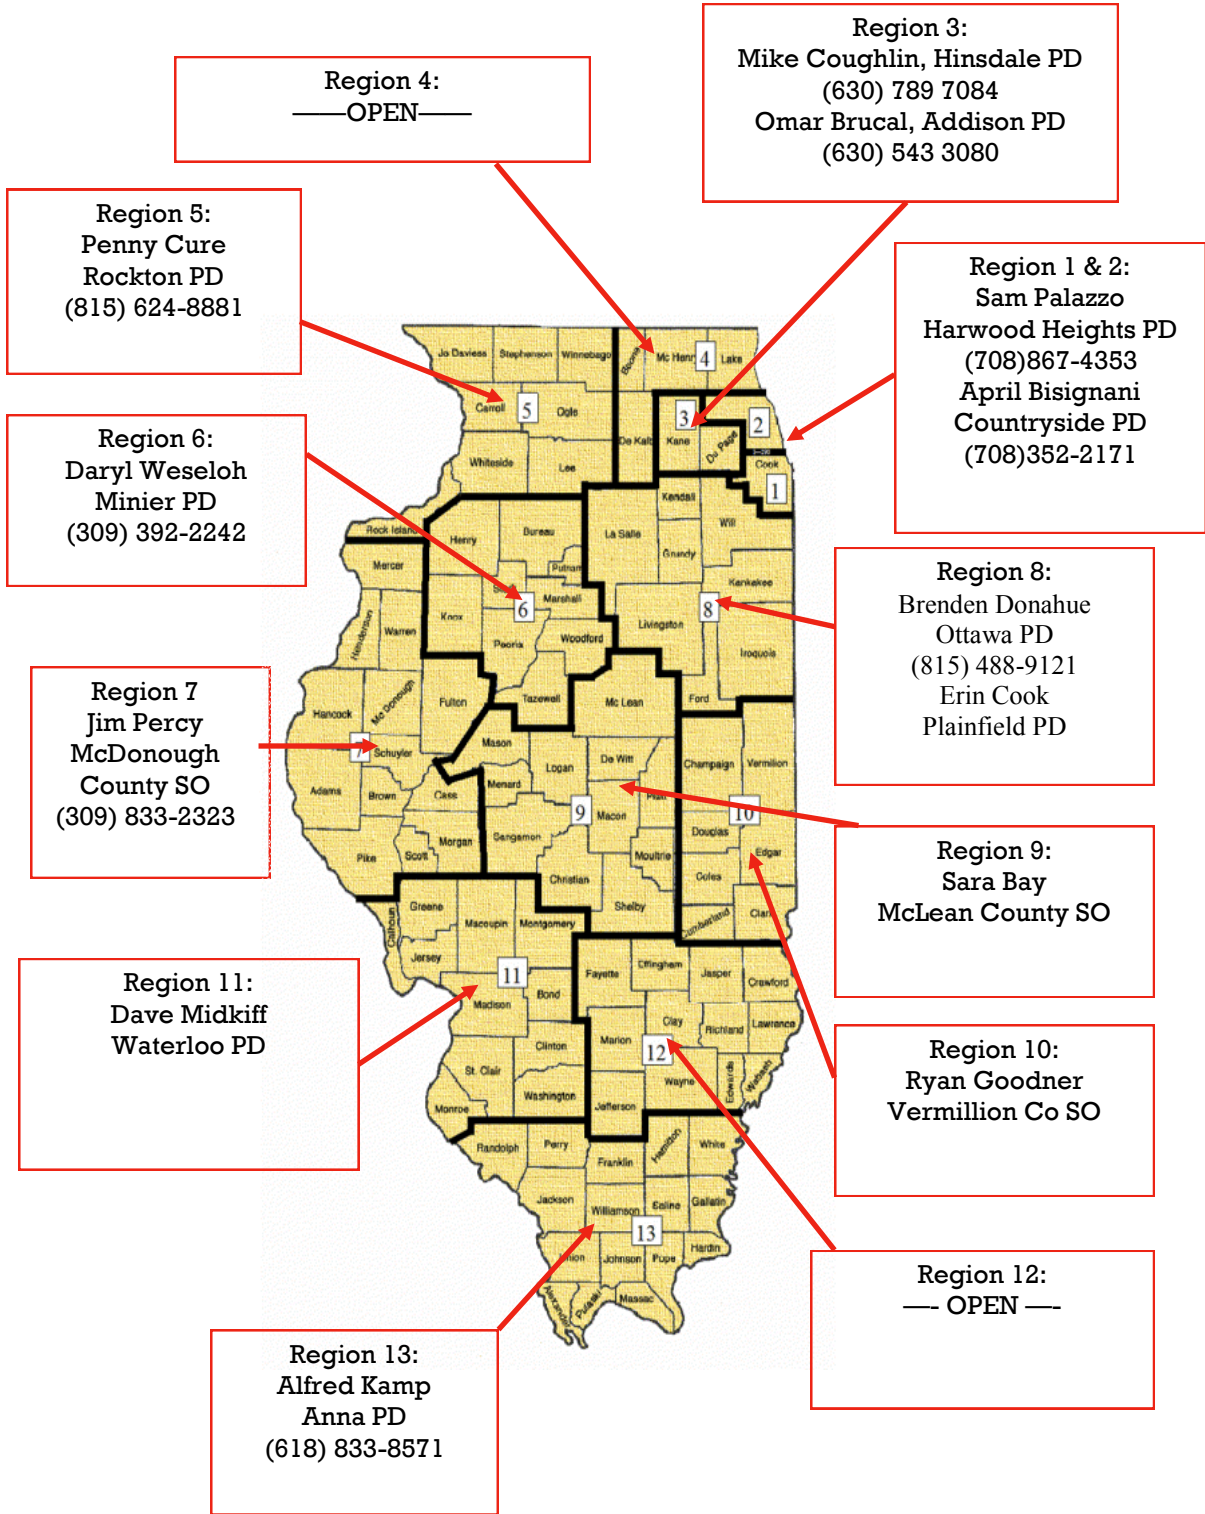 Region 3:
Mike Coughlin, Hinsdale PD
(630) 789 7084
Omar Brucal, Addison PD
(630) 543 3080
Region 4:
——OPEN——
Region 5:
Penny Cure
Rockton PD
(815) 624-8881
Region 1 & 2:
Sam Palazzo
Harwood Heights PD
(708)867-4353
April Bisignani
Countryside PD
(708)352-2171
Region 6:
Daryl Weseloh
Minier PD
(309) 392-2242
Region 8:
Brenden Donahue
Ottawa PD
(815) 488-9121
Erin Cook
Plainfield PD
Region 7
Jim Percy
McDonough
County SO
(309) 833-2323
Region 9:
Sara Bay
McLean County SO
Region 11:
Dave Midkiff
Waterloo PD
Region 10:
Ryan Goodner
Vermillion Co SO
Region 12:
—- OPEN —-
Region 13:
Alfred Kamp
Anna PD
(618) 833-8571
Jo Daviess
Stephenson
Winnebago
Boone
Mc Henry
4
Lake
Carroll
5
Ogle
De Kalb
3
Kane
Du Page
2
Cook
1
Whiteside
Lee
Kendall
Will
Rock Island
Henry
Bureau
La Salle
Grundy
Putnam
Mercer
Kankakee
Marshall
6
8
Knox
Henderson
Warren
Peoria
Woodford
Livingston
Iroquois
Hancock
Mc Donough
Fulton
Tazewell
Mc Lean
Ford
7
Schuyler
Mason
Logan
De Witt
Champaign
Vermilion
Adams
Brown
Cass
Menard
9
Macon
Piatt
10
Douglas
Edgar
Pike
Scott
Morgan
Sangamon
Moultrie
Coles
Christian
Shelby
Cumberland
Clark
Calhoun
Greene
Macoupin
Montgomery
Jersey
11
Fayette
Effingham
Jasper
Crawford
Madison
Bond
Clay
Richland
Lawrence
Marion
12
Clinton
St. Clair
Wayne
Edwards
Wabash
Washington
Jefferson
Monroe
Randolph
Perry
Franklin
Hamilton
White
Jackson
Williamson
Saline
Gallatin
13
Union
Johnson
Pope
Hardin
Alexander
Pulaski
Massac